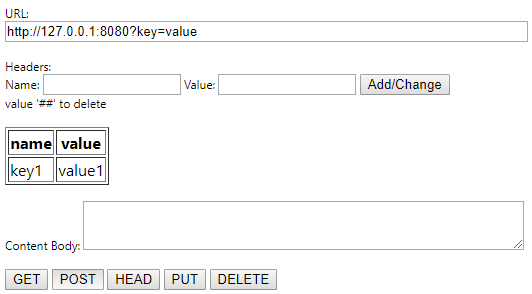 URL:
http://127.0.0.1:8080?key=value
Headers:
Name: Value: Add/Change
value '##' to delete
name value
key1 value1
Content Body:
GET POST HEAD PUT DELETE